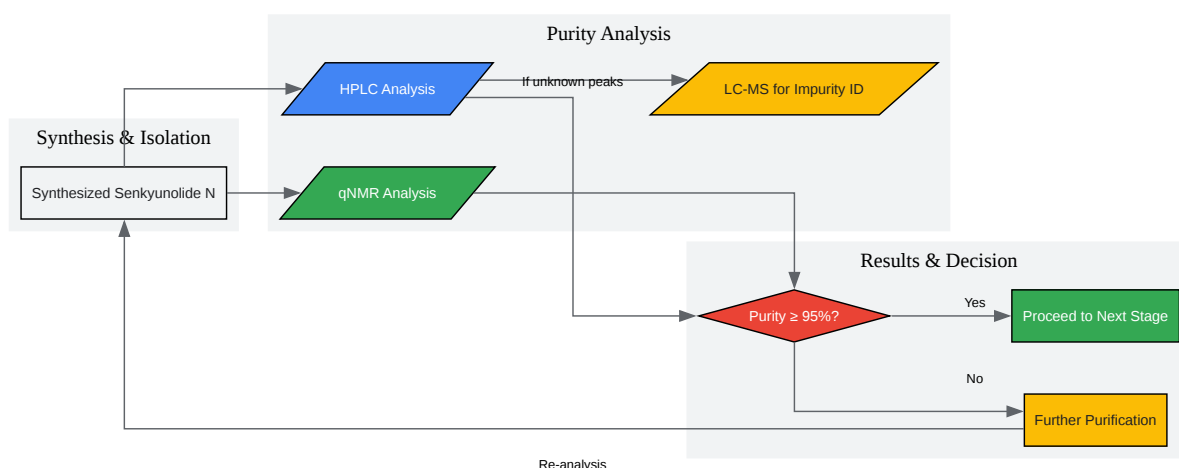 Purity Analysis
HPLC Analysis
If unknown peaks
LC-MS for Impurity ID
Synthesis & Isolation
Synthesized Senkyunolide N
qNMR Analysis
Results & Decision
Purity ≥ 95%?
Yes
Proceed to Next Stage
No
Further Purification
Re-analysis